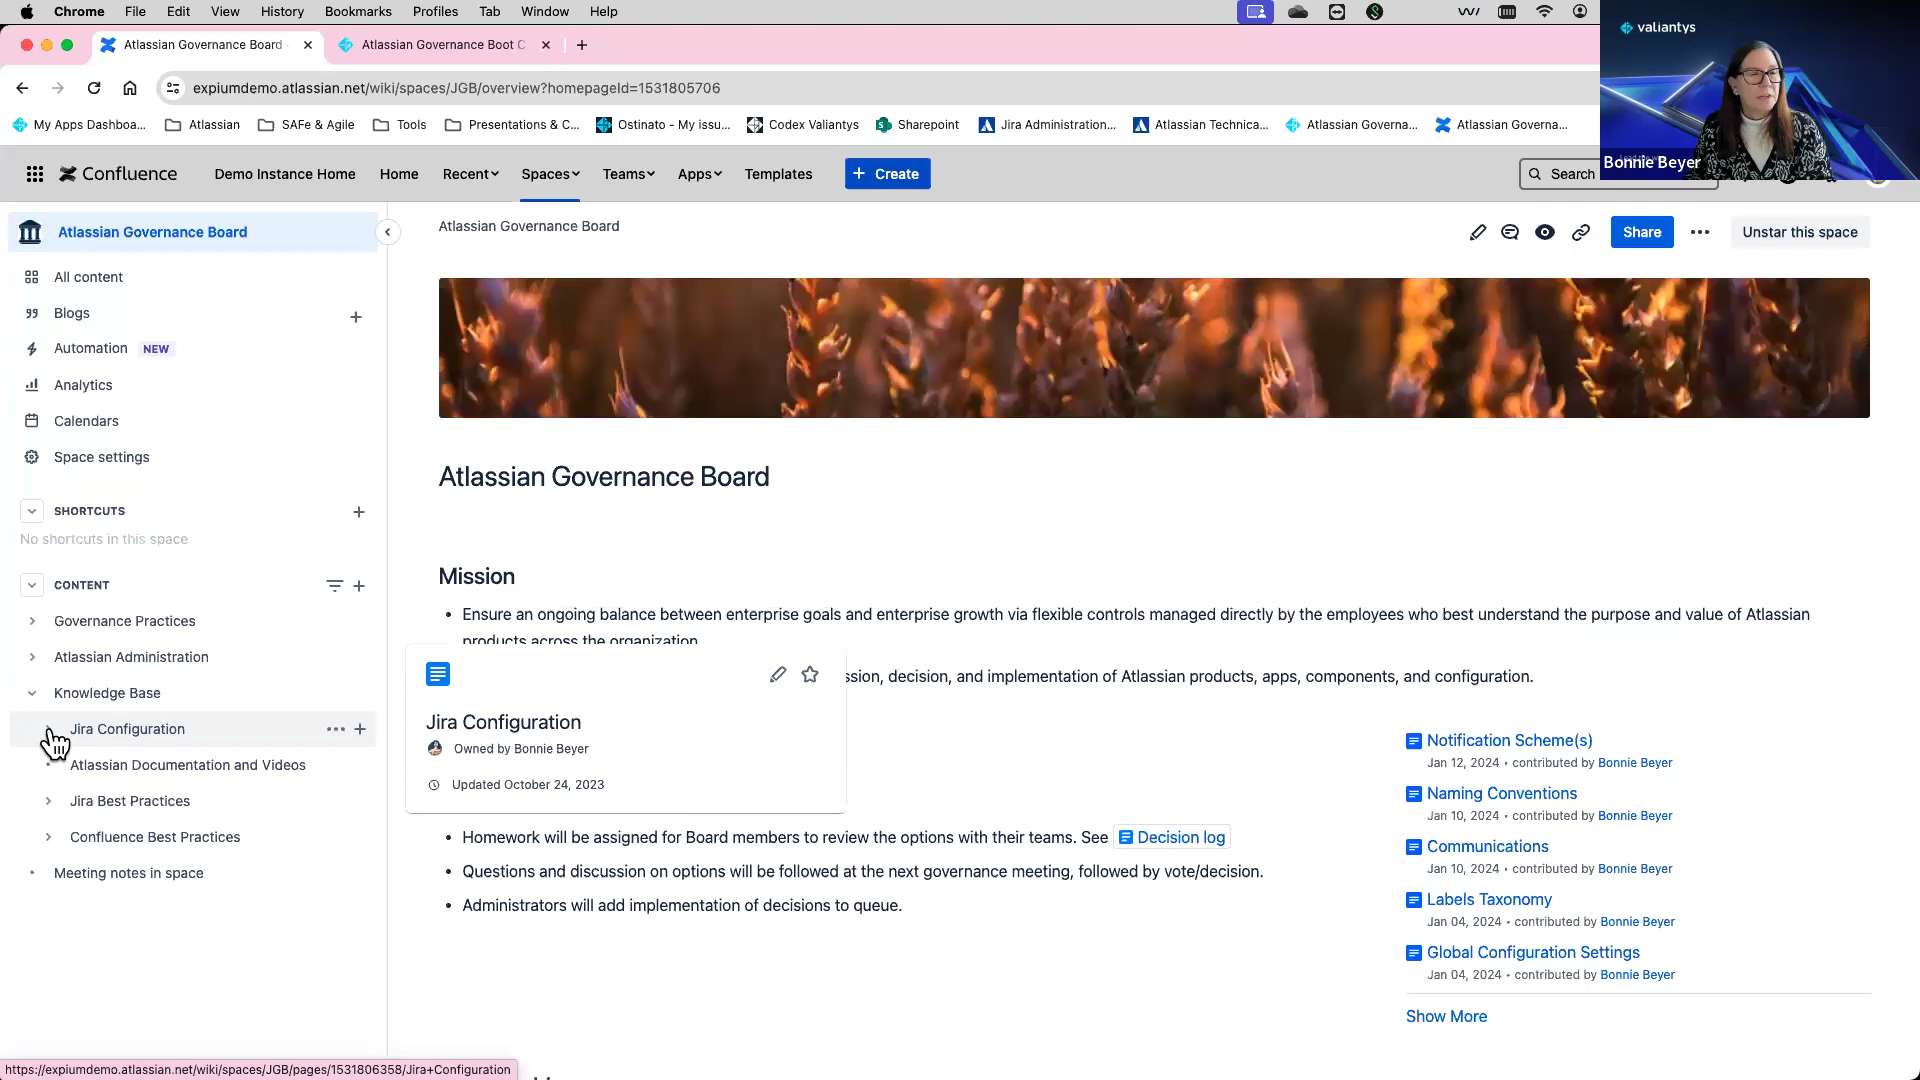 Chrome File Edit View History Bookmarks Profiles Tab Window Help
Atlassian Governance Board
Atlassian Governance Boot C
expiumdemo.atlassian.net/wiki/spaces/JGB/overview?homepageId=1531805706
My Apps Dashboa... Atlassian SAFe & Agile Tools Presentations & C... Ostinato - My issu... Codex Valiantys Sharepoint Jira Administration... Atlassian Technica... Atlassian Governa... Atlassian Governa...
valiantys
Bonnie Beyer
Confluence Demo Instance Home Home Recent Spaces Teams Apps Templates + Create Search
Atlassian Governance Board
All content
Blogs
Automation NEW
Analytics
Calendars
Space settings
SHORTCUTS
No shortcuts in this space
CONTENT
Governance Practices
Atlassian Administration
Knowledge Base
Jira Configuration
Atlassian Documentation and Videos
Jira Best Practices
Confluence Best Practices
Meeting notes in space
Atlassian Governance Board
Share
Unstar this space
Atlassian Governance Board
Mission
• Ensure an ongoing balance between enterprise goals and enterprise growth via flexible controls managed directly by the employees who best understand the purpose and value of Atlassian
products across the organization
ssion, decision, and implementation of Atlassian products, apps, components, and configuration.
Jira Configuration
Owned by Bonnie Beyer
Updated October 24, 2023
• Homework will be assigned for Board members to review the options with their teams. See Decision log
• Questions and discussion on options will be followed at the next governance meeting, followed by vote/decision.
• Administrators will add implementation of decisions to queue.
Notification Scheme(s)
Jan 12, 2024 • contributed by Bonnie Beyer
Naming Conventions
Jan 10, 2024 • contributed by Bonnie Beyer
Communications
Jan 10, 2024 • contributed by Bonnie Beyer
Labels Taxonomy
Jan 04, 2024 • contributed by Bonnie Beyer
Global Configuration Settings
Jan 04, 2024 • contributed by Bonnie Beyer
Show More
https://expiumdemo.atlassian.net/wiki/spaces/JGB/pages/1531806358/Jira+Configuration